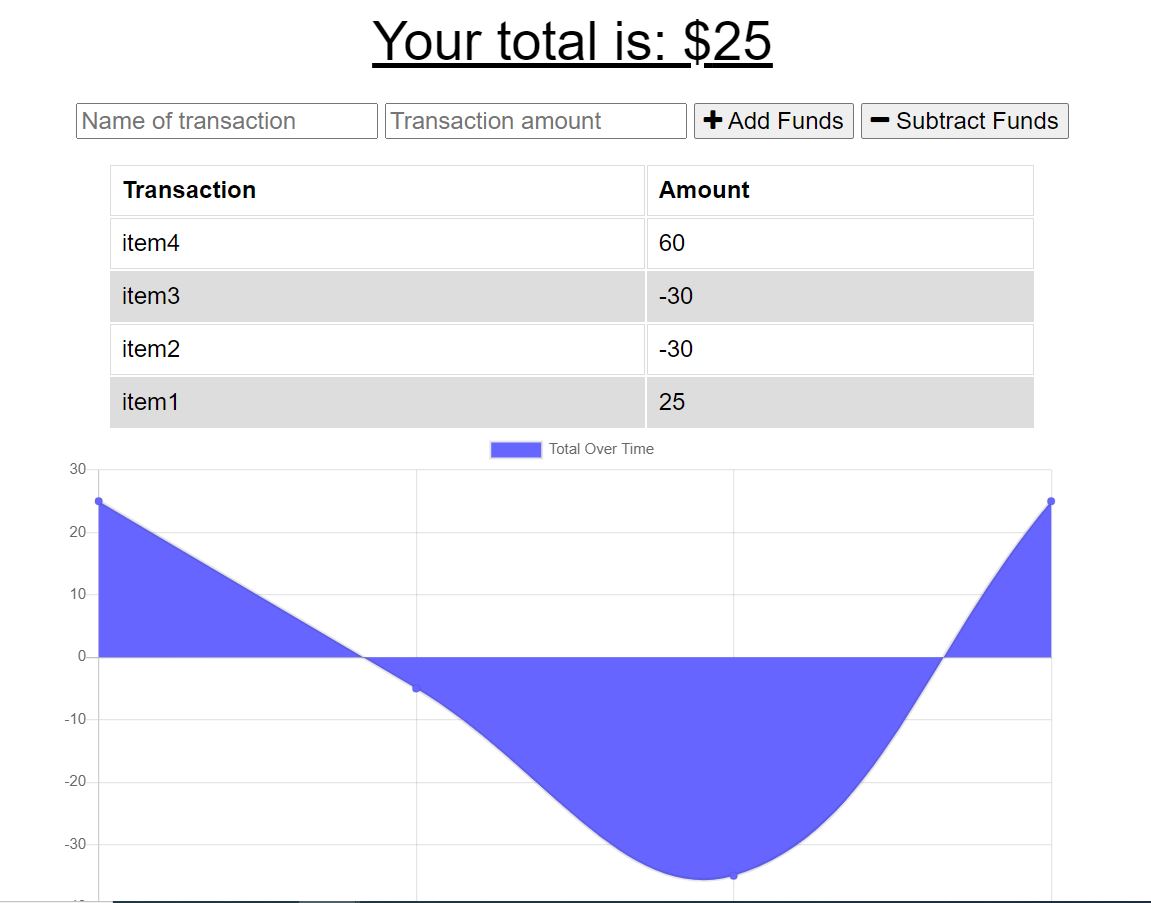 Your total is: $25
Name of transaction Transaction amount Add Funds Subtract Funds
Transaction Amount
item4 60
item3 -30
item2 -30
item1 25
Total Over Time
30
20
10
0
-10
-20
-30